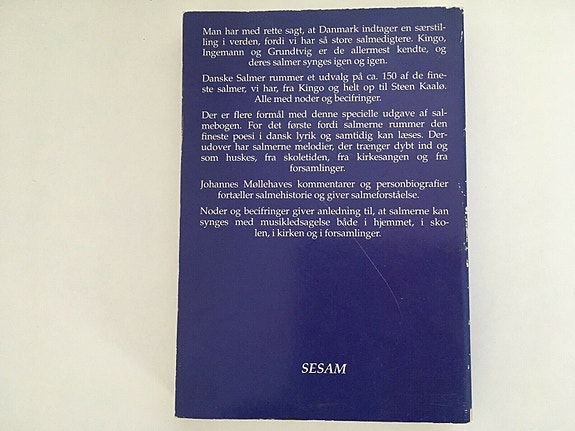 Man har med rette sagt, at Danmark indtager en særstil-
ling i verden, fordi vi har så store salmedigtere. Kingo,
Ingemann og Grundtvig er de allermest kendte, og
deres salmer synges igen og igen.
Danske Salmer rummer et udvalg på ca. 150 af de fine-
ste salmer, vi har, fra Kingo og helt op til Steen Kaalø.
Alle med noder og becifringer.
Der er flere formål med denne specielle udgave af sal-
mebogen. For det første fordi salmerne rummer den
fineste poesi i dansk lyrik og samtidig kan læses. Der-
udover har salmerne melodier, der trænger dybt ind og
som huskes, fra skoletiden, fra kirkesangen og fra
forsamlinger.
Johannes Møllehaves kommentarer og personbiografier
fortæller salmehistorie og giver salmeforståelse.
Noder og becifringer giver anledning til, at salmerne kan
synges med musikledsagelse både i hjemmet, i sko-
len, i kirken og i forsamlinger.
SESAM